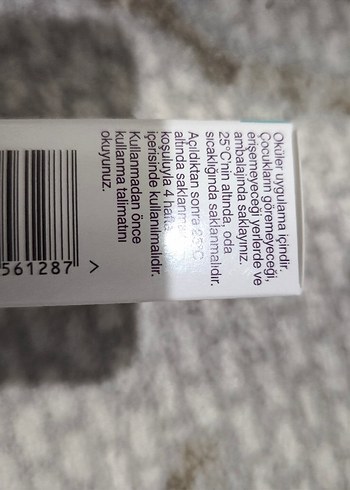 Oküler uygulama içindir.
Çocukların göremeyeceği,
erişemeyeceği yerlerde ve
ambalajında saklayınız.
25°C'nin altında, oda
sıcaklığında saklanmalıdır.
Açıldıktan sonra 25°C
altında saklanma
koşuluyla 4 hafta
içerisinde kullanılmalıdır.
Kullanmadan önce
kullanma talimatını
okuyunuz.
561287 >